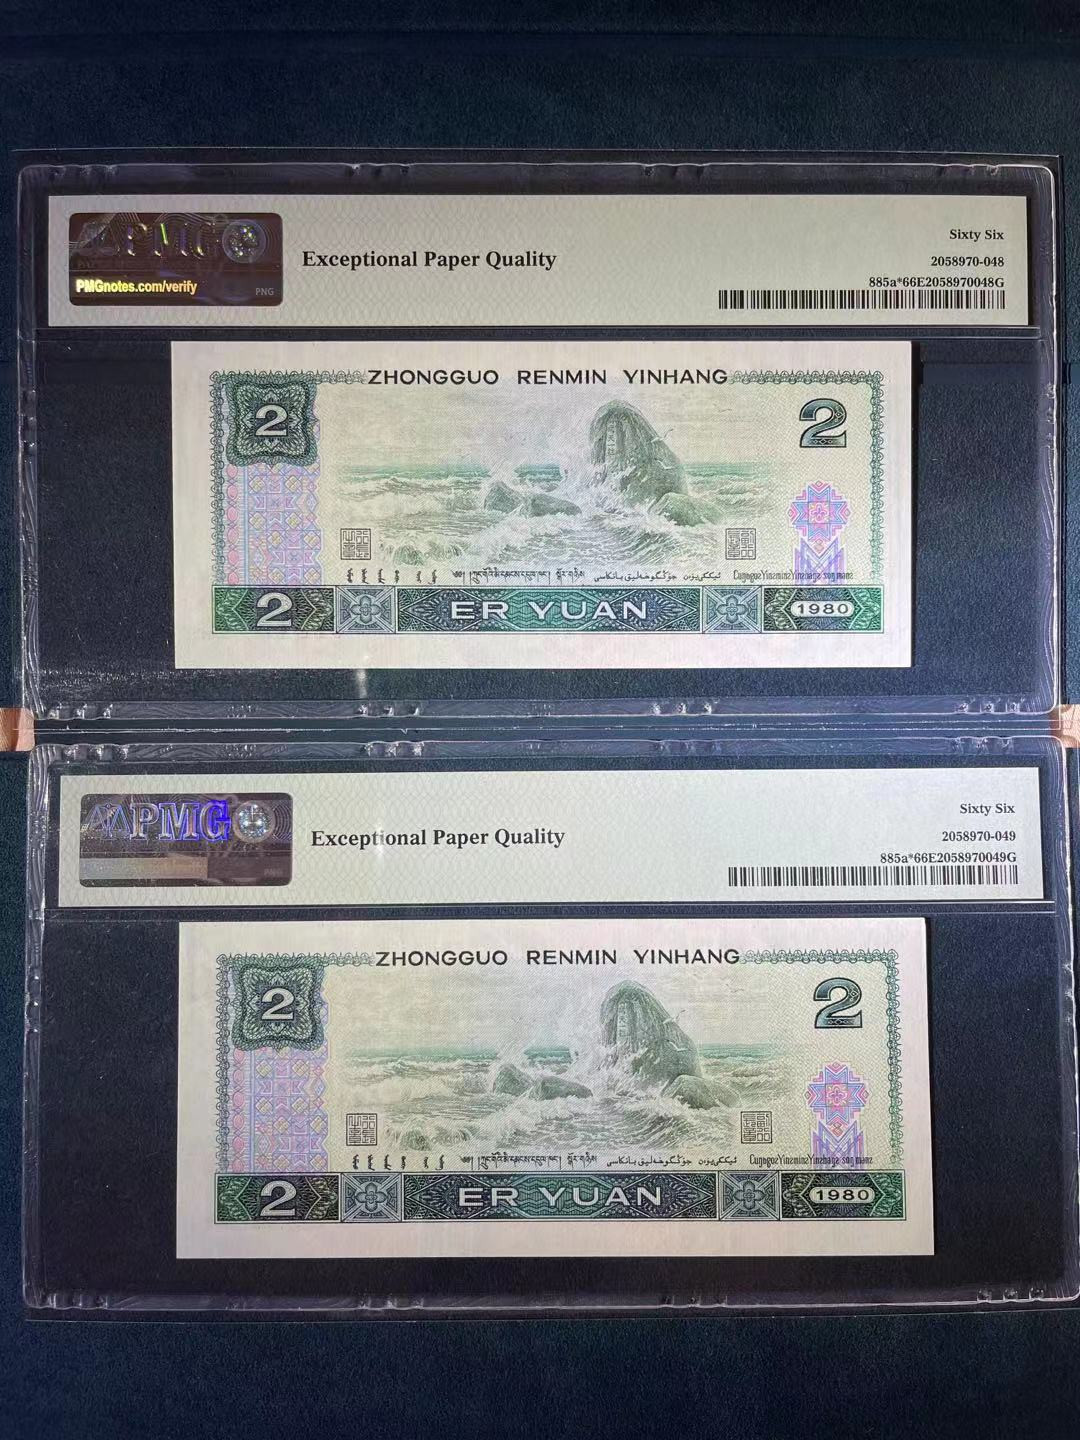 PMG
PMGnotes.com/verify
PNG
Exceptional Paper Quality
Sixty Six
2058970-048
885a*66E2058970048G
ZHONGGUO RENMIN YINHANG
2
2
2
ER YUAN
1980
PMG
Exceptional Paper Quality
Sixty Six
2058970-049
885a*66E2058970049G
ZHONGGUO RENMIN YINHANG
2
2
2
ER YUAN
1980